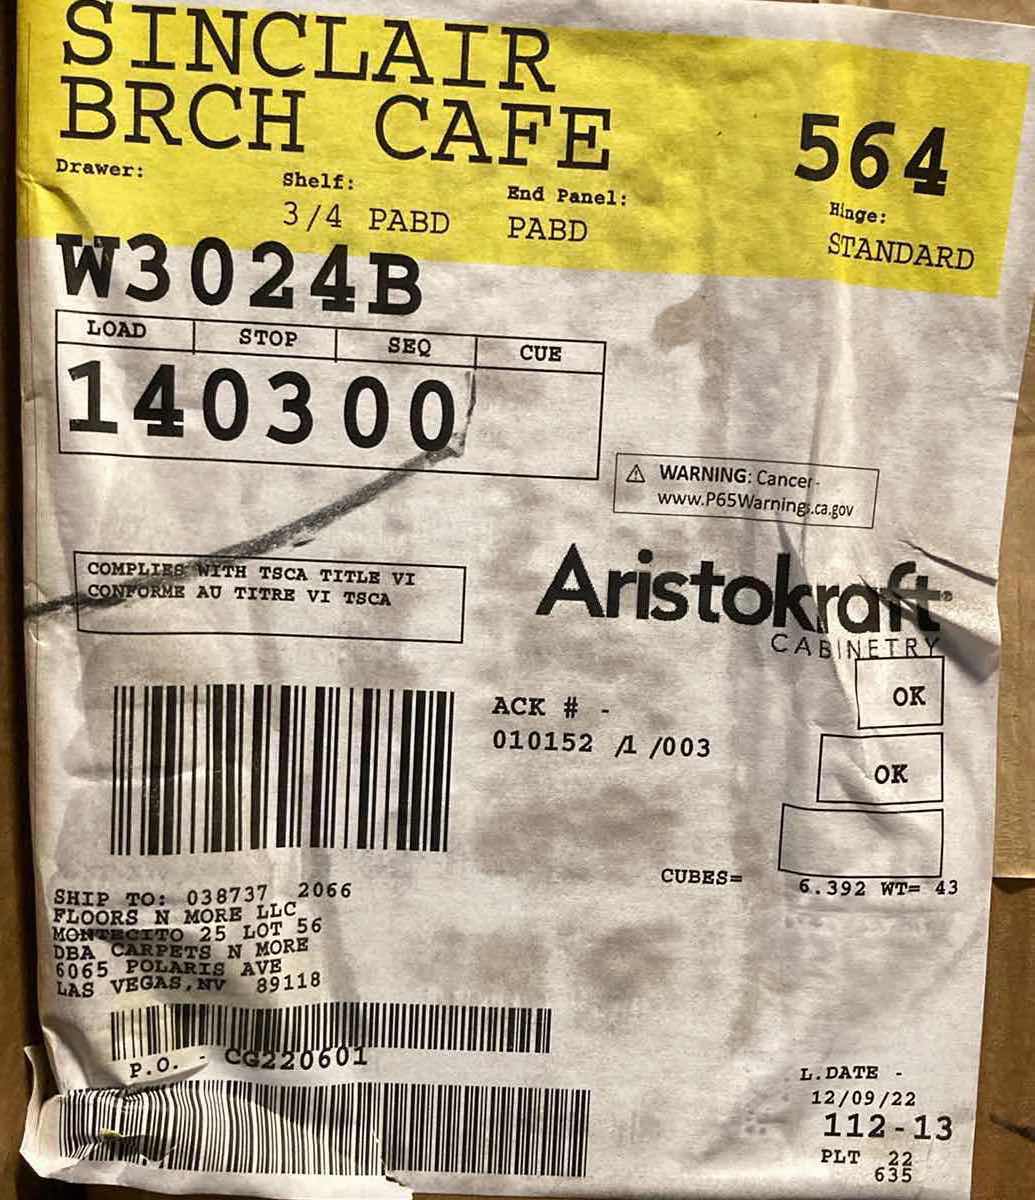 SINCLAIR
BRCH CAFE
564
Drawer: Shelf: End Panel: Hinge:
3/4 PABD PABD STANDARD
W3024B
LOAD STOP SEQ CUE
140300
⚠ WARNING: Cancer-
www.P65Warnings.ca.gov
COMPLIES WITH TSCA TITLE VI
CONFORME AU TITRE VI TSCA
Aristokraft®
CABINETRY
OK
ACK # -
010152 /1 /003
OK
CUBES= 6.392 WT= 43
SHIP TO: 038737 2066
FLOORS N MORE LLC
MONTECITO 25 LOT 56
DBA CARPETS N MORE
6065 POLARIS AVE
LAS VEGAS,NV 89118
P.O. - CG220601
L.DATE -
12/09/22
112-13
PLT 22
635